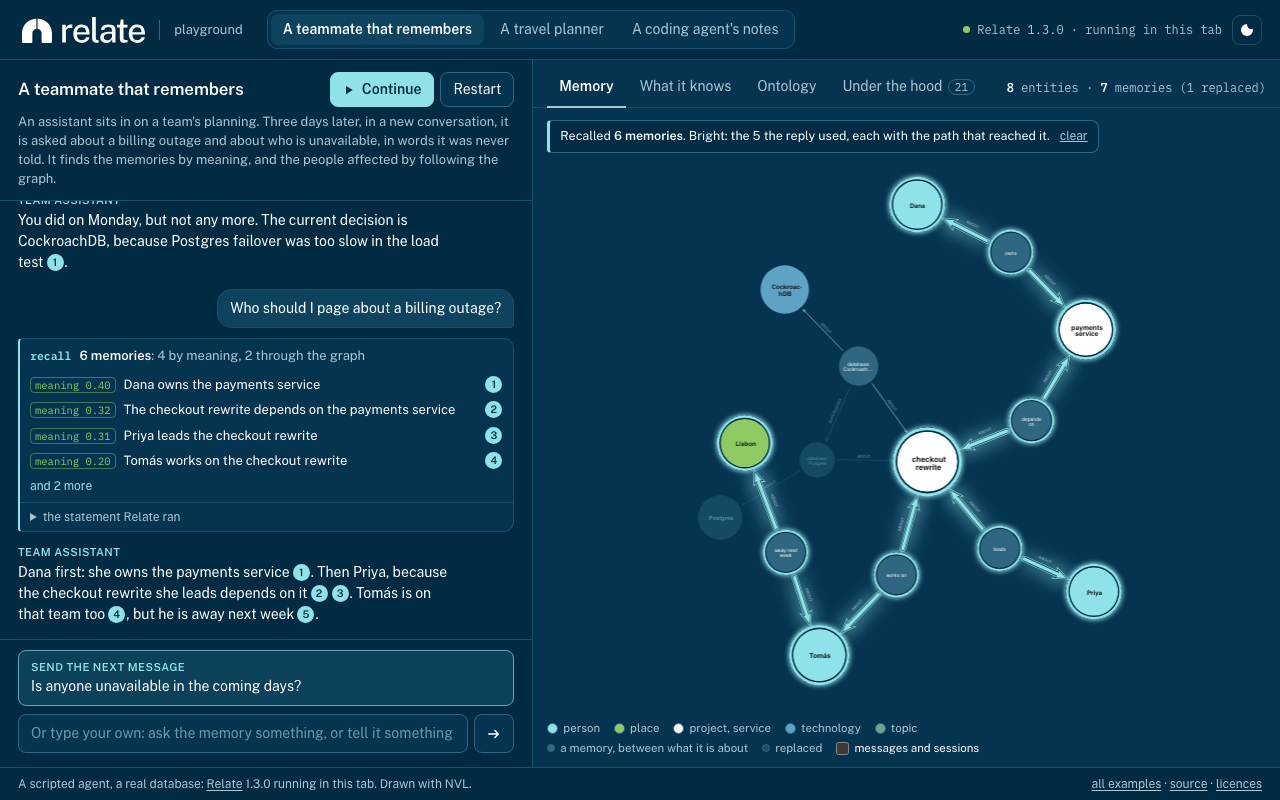 relate
playground
A teammate that remembers
A travel planner
A coding agent's notes
Relate 1.3.0 · running in this tab
A teammate that remembers
Continue
Restart
An assistant sits in on a team's planning. Three days later, in a new conversation, it
is asked about a billing outage and about who is unavailable, in words it was never
told. It finds the memories by meaning, and the people affected by following the
graph.
TEAM ASSISTANT
You did on Monday, but not any more. The current decision is
CockroachDB, because Postgres failover was too slow in the load
test 1.
Who should I page about a billing outage?
recall 6 memories: 4 by meaning, 2 through the graph
meaning 0.40 Dana owns the payments service 1
meaning 0.32 The checkout rewrite depends on the payments service 2
meaning 0.31 Priya leads the checkout rewrite 3
meaning 0.20 Tomás works on the checkout rewrite 4
and 2 more
the statement Relate ran
TEAM ASSISTANT
Dana first: she owns the payments service 1. Then Priya, because
the checkout rewrite she leads depends on it 2 3. Tomás is on
that team too 4, but he is away next week 5.
SEND THE NEXT MESSAGE
Is anyone unavailable in the coming days?
Or type your own: ask the memory something, or tell it something
Memory
What it knows
Ontology
Under the hood 21
8 entities · 7 memories (1 replaced)
Recalled 6 memories. Bright: the 5 the reply used, each with the path that reached it. clear
Dana
owns
Cockroac-
hDB
payments
service
database
Cockroach...
depends
on
Lisbon
database
Postgres
checkout
rewrite
Postgres
away next
week
works on
leads
Priya
Tomás
person
place
project, service
technology
topic
a memory, between what it is about
replaced
messages and sessions
A scripted agent, a real database: Relate 1.3.0 running in this tab. Drawn with NVL.
all examples · source · licences